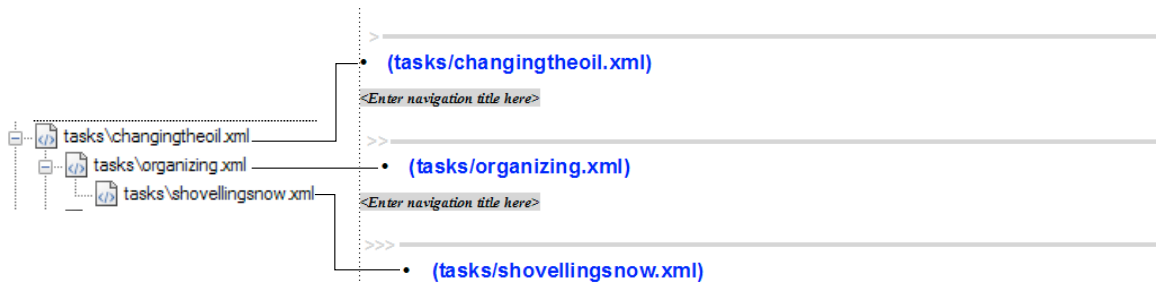 >
• (tasks/changingtheoil.xml)
<Enter navigation title here>
tasks\changingtheoil.xml
>>
tasks\organizing.xml
• (tasks/organizing.xml)
tasks\shovellingsnow.xml
<Enter navigation title here>
>>>
• (tasks/shovellingsnow.xml)